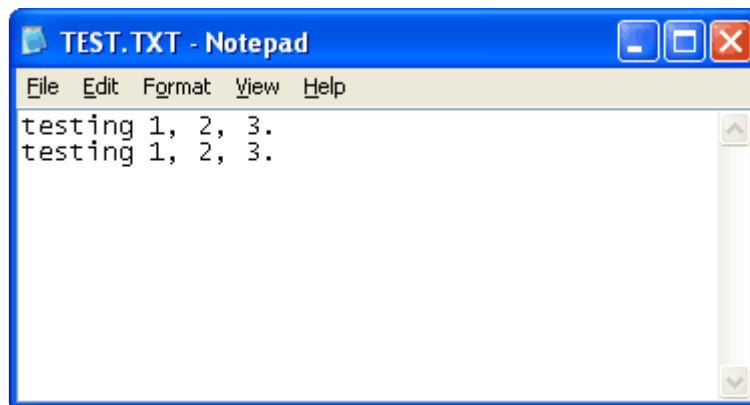 TEST.TXT - Notepad
File Edit Format View Help
testing 1, 2, 3.
testing 1, 2, 3.